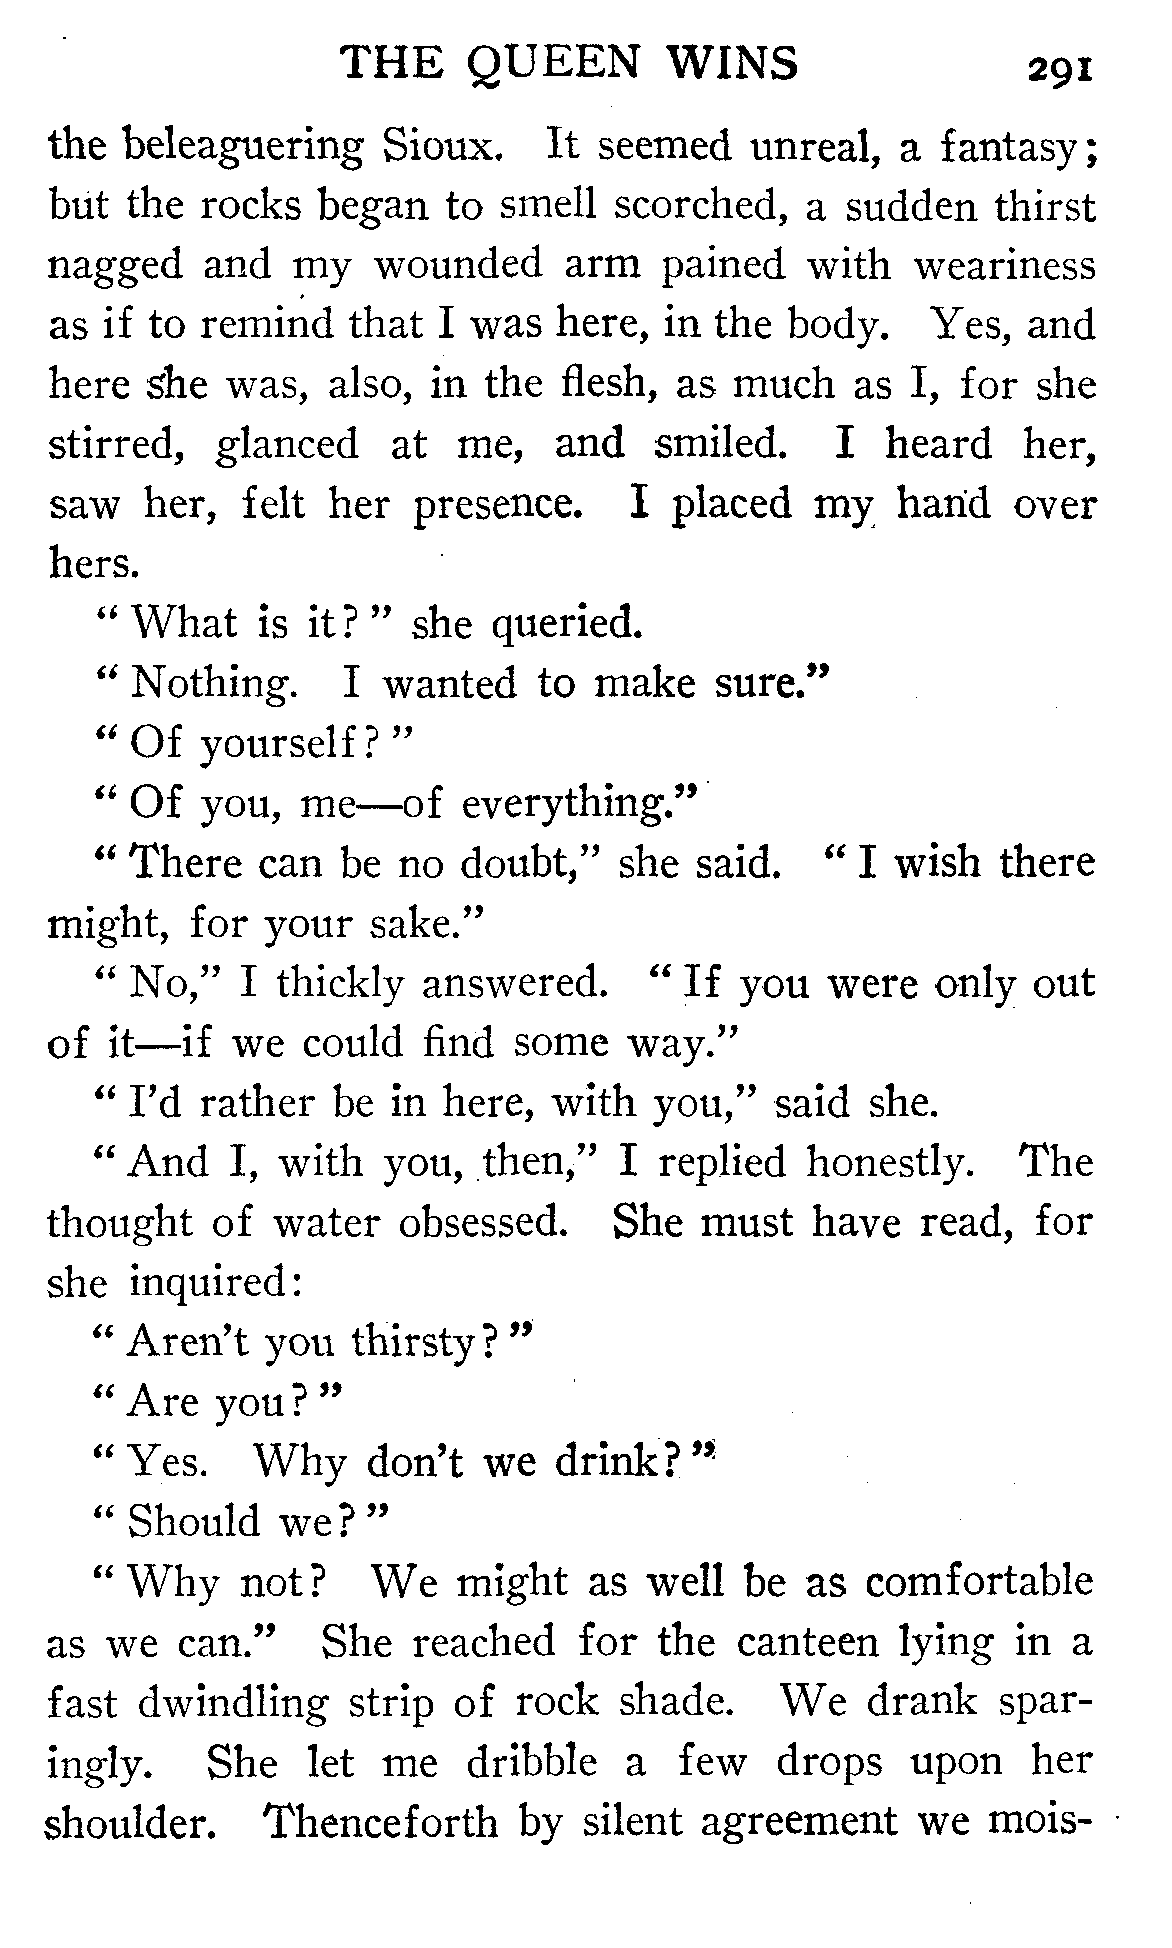 THE QUEEN WINS 291
the beleaguering Sioux. It seemed unreal, a fantasy;
but the rocks began to smell scorched, a sudden thirst
nagged and my wounded arm pained with weariness
as if to remind that I was here, in the body. Yes, and
here she was, also, in the flesh, as much as I, for she
stirred, glanced at me, and smiled. I heard her,
saw her, felt her presence. I placed my hand over
hers.
“ What is it? ” she queried.
“ Nothing. I wanted to make sure.”
“ Of yourself? ”
“ Of you, me—of everything.”
“ There can be no doubt,” she said. “ I wish there
might, for your sake.”
“ No,” I thickly answered. “ If you were only out
of it—if we could find some way.”
“ I’d rather be in here, with you,” said she.
“ And I, with you, then,” I replied honestly. The
thought of water obsessed. She must have read, for
she inquired:
“ Aren’t you thirsty? ”
“ Are you? ”
“ Yes. Why don’t we drink? ”
“ Should we? ”
“ Why not? We might as well be as comfortable
as we can.” She reached for the canteen lying in a
fast dwindling strip of rock shade. We drank spar-
ingly. She let me dribble a few drops upon her
shoulder. Thenceforth by silent agreement we mois-